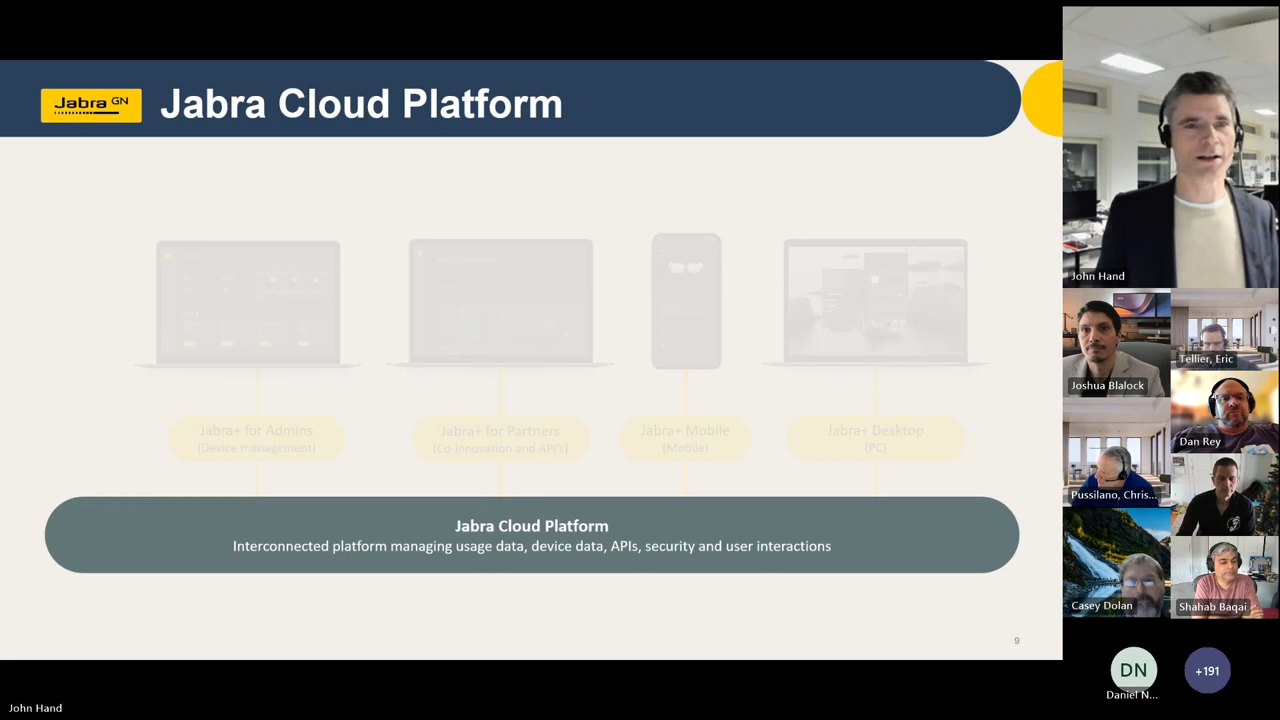 Jabra GN
Jabra Cloud Platform
Jabra+ for Admins
(Device management)
Jabra+ for Partners
(Co-innovation and API's)
Jabra+ Mobile
(Mobile)
Jabra+ Desktop
(PC)
Jabra Cloud Platform
Interconnected platform managing usage data, device data, APIs, security and user interactions
9
John Hand
John Hand
Joshua Blalock
Tellier, Eric
Dan Rey
Pussilano, Chris...
Casey Dolan
Shahab Baqai
DN
Daniel N...
+191